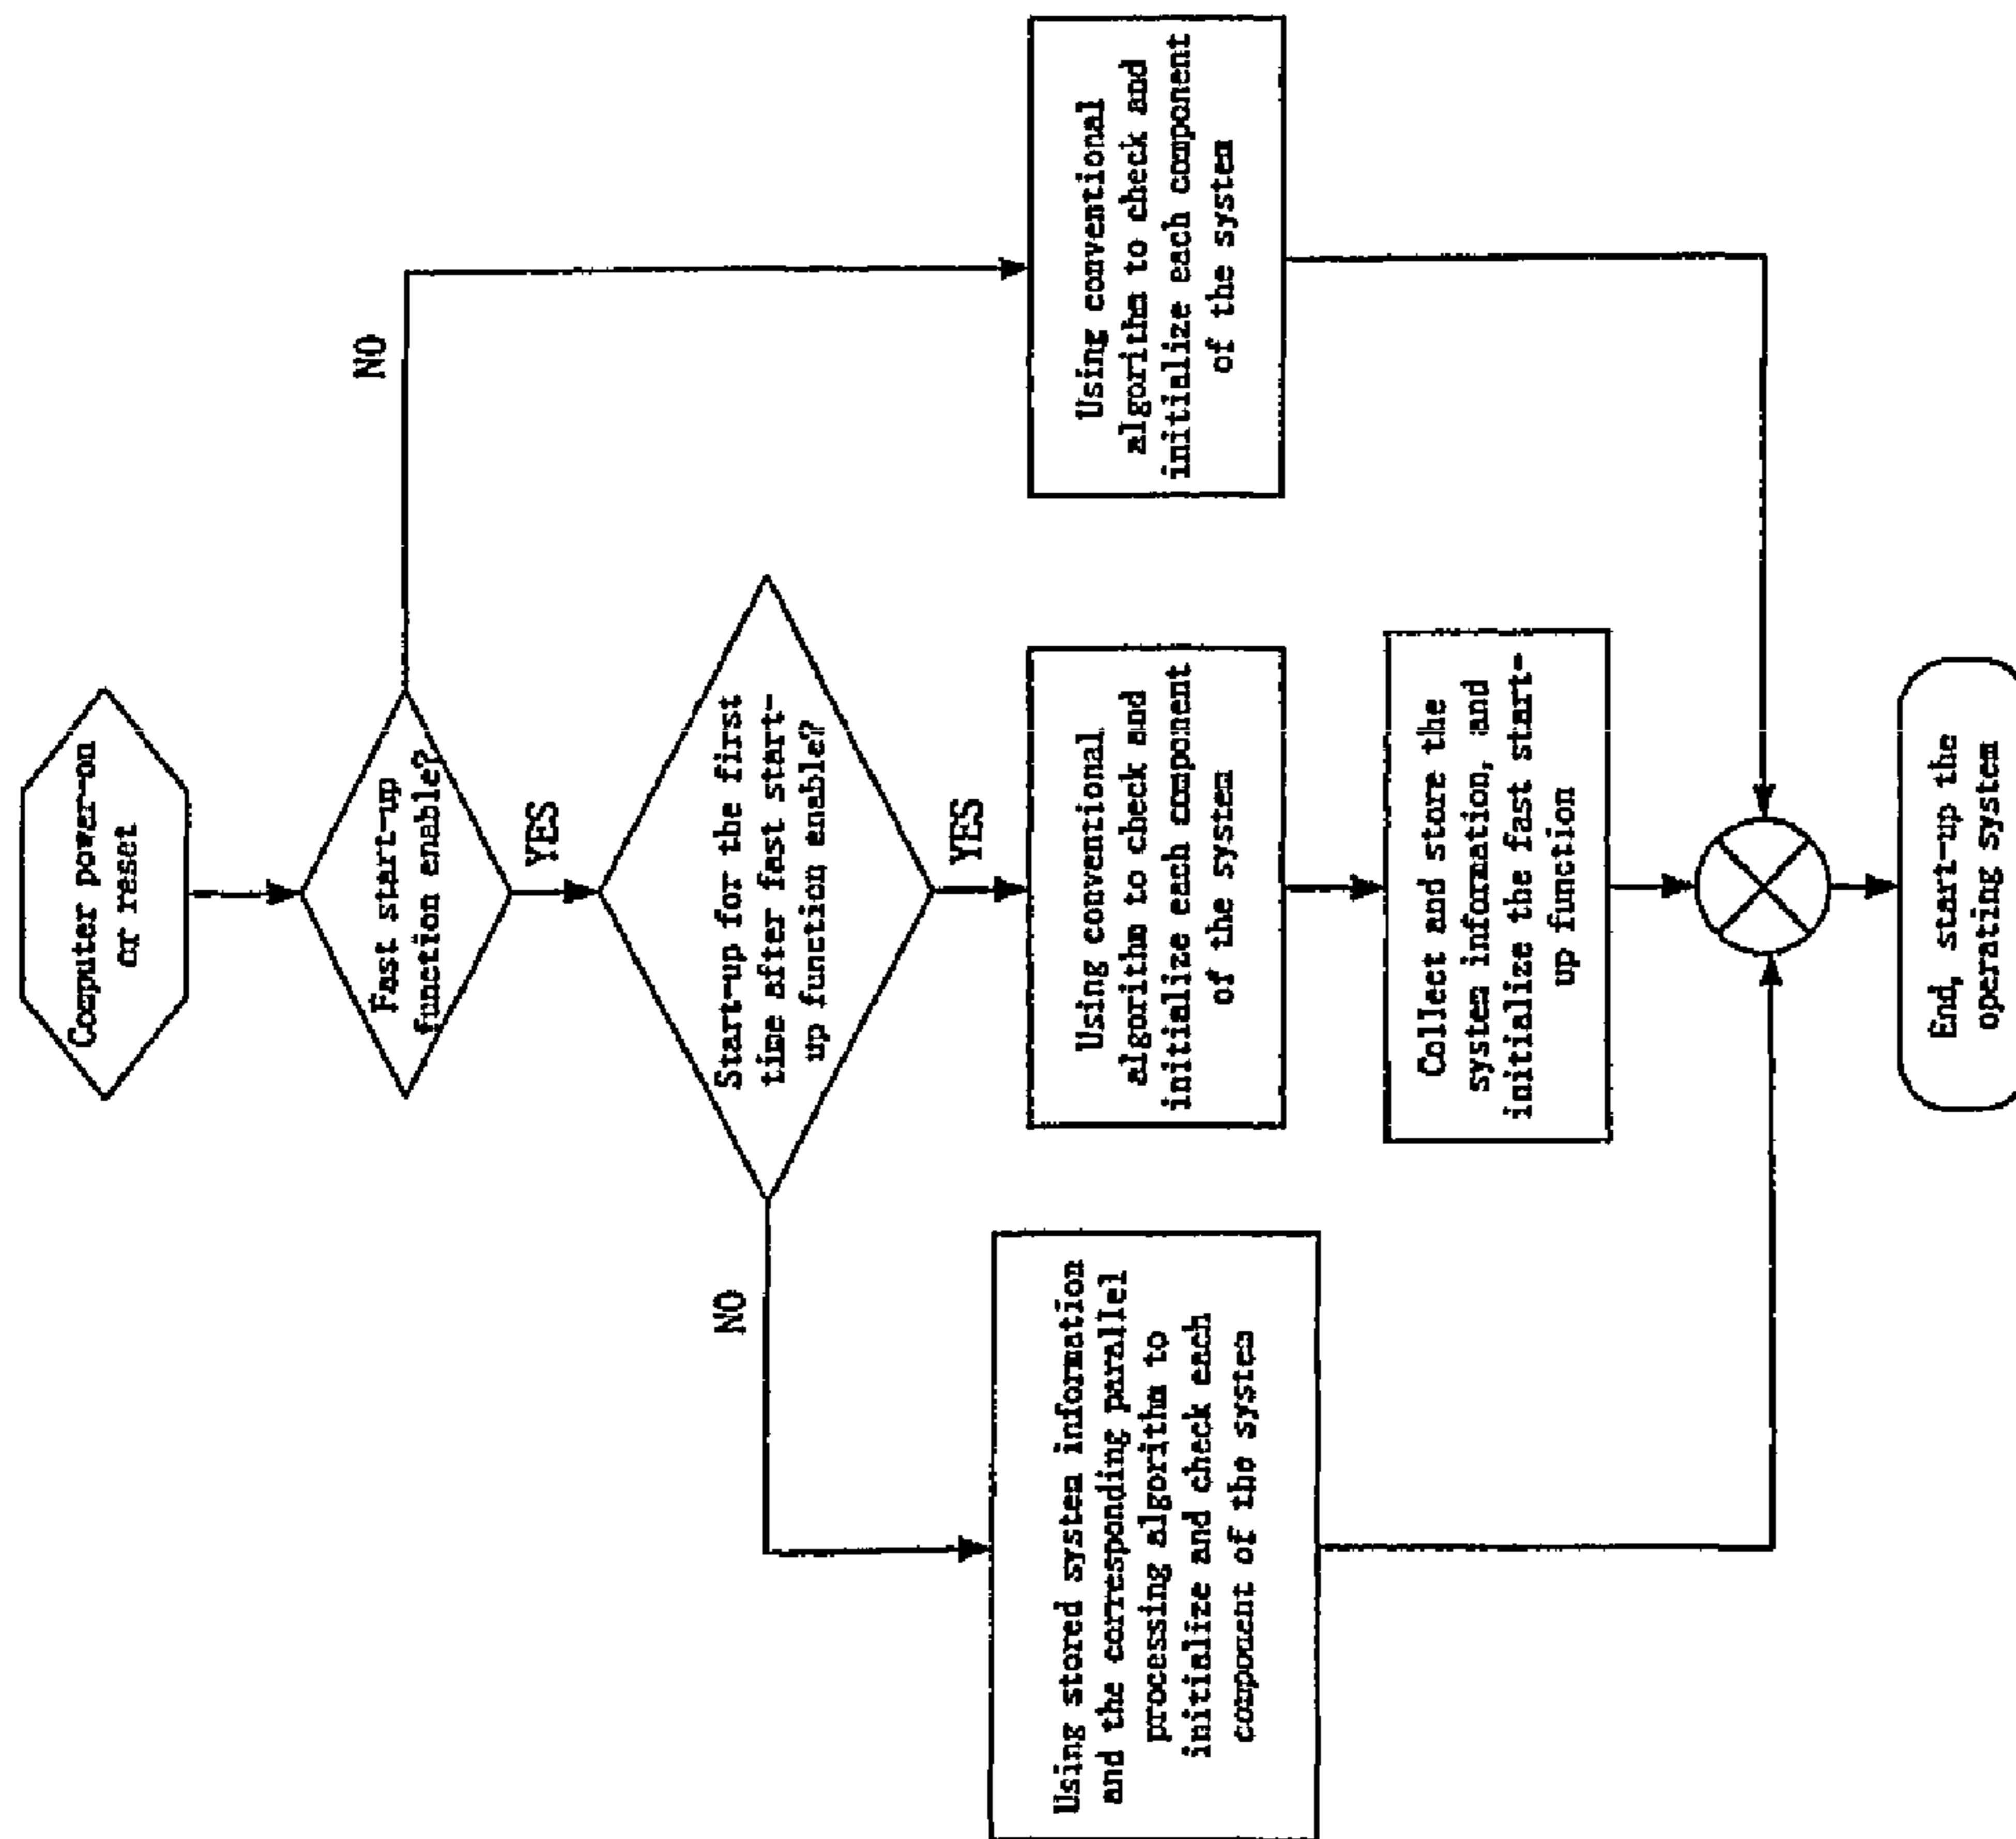 Computer power-on
or reset
Fast start-up
function enable?
NO
YES
Start-up for the first
time after fast start-
up function enable?
NO
YES
Using stored system information
and the corresponding parallel
processing algorithm to
initialize and check each
component of the system
Using conventional
algorithm to check and
initialize each component
of the system
Using conventional
algorithm to check and
initialize each component
of the system
Collect and store the
system information, and
initialize the fast start-
up function
End, start-up the
operating system